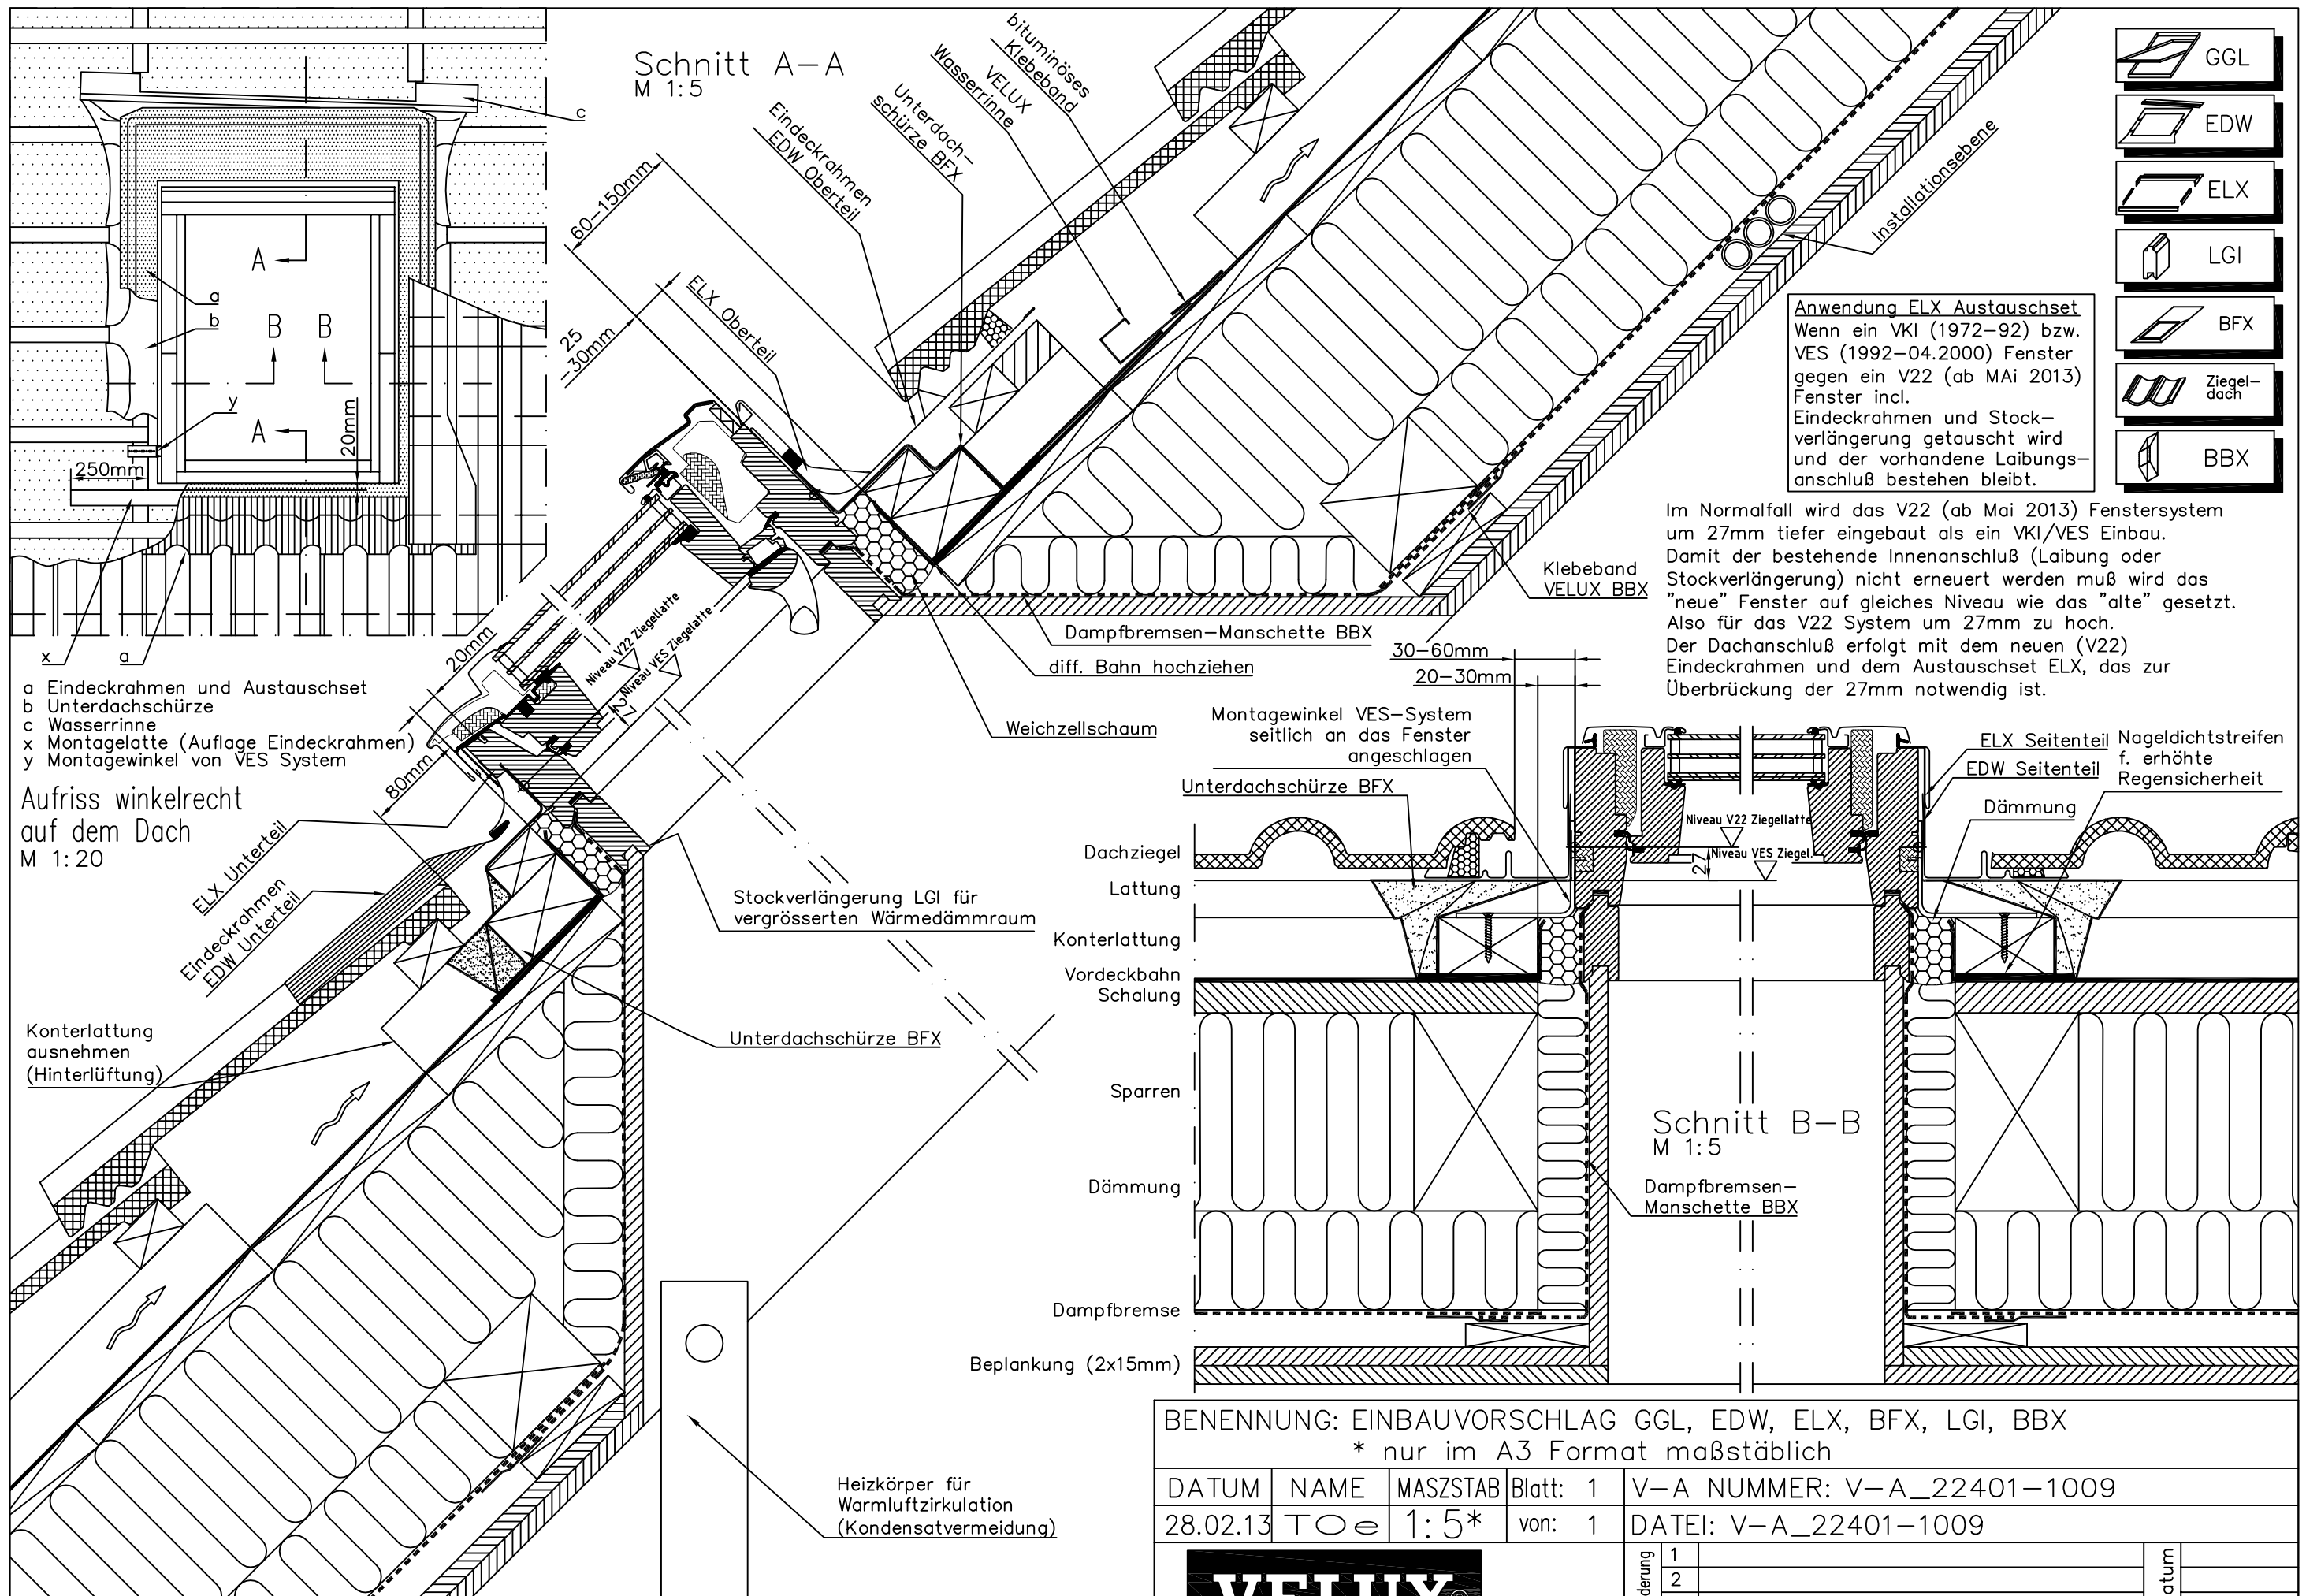 Schnitt A-A
M 1:5
c
a
b
A
B B
y
A
20mm
250mm
x
a
a Eindeckrahmen und Austauschset
b Unterdachschürze
c Wasserrinne
x Montagelatte (Auflage Eindeckrahmen)
y Montagewinkel von VES System
Aufriss winkelrecht
auf dem Dach
M 1:20
60-150mm
25
-30mm
ELX Oberteil
Eindeckrahmen
EDW Oberteil
Unterdach-
schürze BFX
VELUX
Wasserrinne
bituminöses
Klebeband
Installationsebene
GGL
EDW
ELX
LGI
BFX
Ziegel-
dach
BBX
Anwendung ELX Austauschset
Wenn ein VKI (1972-92) bzw.
VES (1992-04.2000) Fenster
gegen ein V22 (ab MAi 2013)
Fenster incl.
Eindeckrahmen und Stock-
verlängerung getauscht wird
und der vorhandene Laibungs-
anschluß bestehen bleibt.
Im Normalfall wird das V22 (ab Mai 2013) Fenstersystem
um 27mm tiefer eingebaut als ein VKI/VES Einbau.
Damit der bestehende Innenanschluß (Laibung oder
Stockverlängerung) nicht erneuert werden muß wird das
"neue" Fenster auf gleiches Niveau wie das "alte" gesetzt.
Also für das V22 System um 27mm zu hoch.
Der Dachanschluß erfolgt mit dem neuen (V22)
Eindeckrahmen und dem Austauschset ELX, das zur
Überbrückung der 27mm notwendig ist.
Klebeband
VELUX BBX
Dampfbremsen-Manschette BBX
diff. Bahn hochziehen
Weichzellschaum
20mm
Niveau V22 Ziegellatte
Niveau VES Ziegelatte
27
80mm
ELX Unterteil
Eindeckrahmen
EDW Unterteil
Stockverlängerung LGI für
vergrösserten Wärmedämmraum
Unterdachschürze BFX
Konterlattung
ausnehmen
(Hinterlüftung)
Heizkörper für
Warmluftzirkulation
(Kondensatvermeidung)
30-60mm
20-30mm
Montagewinkel VES-System
seitlich an das Fenster
angeschlagen
Unterdachschürze BFX
ELX Seitenteil
EDW Seitenteil
Nageldichtstreifen
f. erhöhte
Regensicherheit
Dämmung
Niveau V22 Ziegellatte
Niveau VES Ziegel.
27
Dachziegel
Lattung
Konterlattung
Vordeckbahn
Schalung
Sparren
Dämmung
Dampfbremse
Beplankung (2x15mm)
Schnitt B-B
M 1:5
Dampfbremsen-
Manschette BBX
BENENNUNG: EINBAUVORSCHLAG GGL, EDW, ELX, BFX, LGI, BBX
* nur im A3 Format maßstäblich
DATUM NAME MASZSTAB Blatt: 1 V-A NUMMER: V-A_22401-1009
28.02.13 TOe 1:5* von: 1 DATEI: V-A_22401-1009
VELUX®
1
2